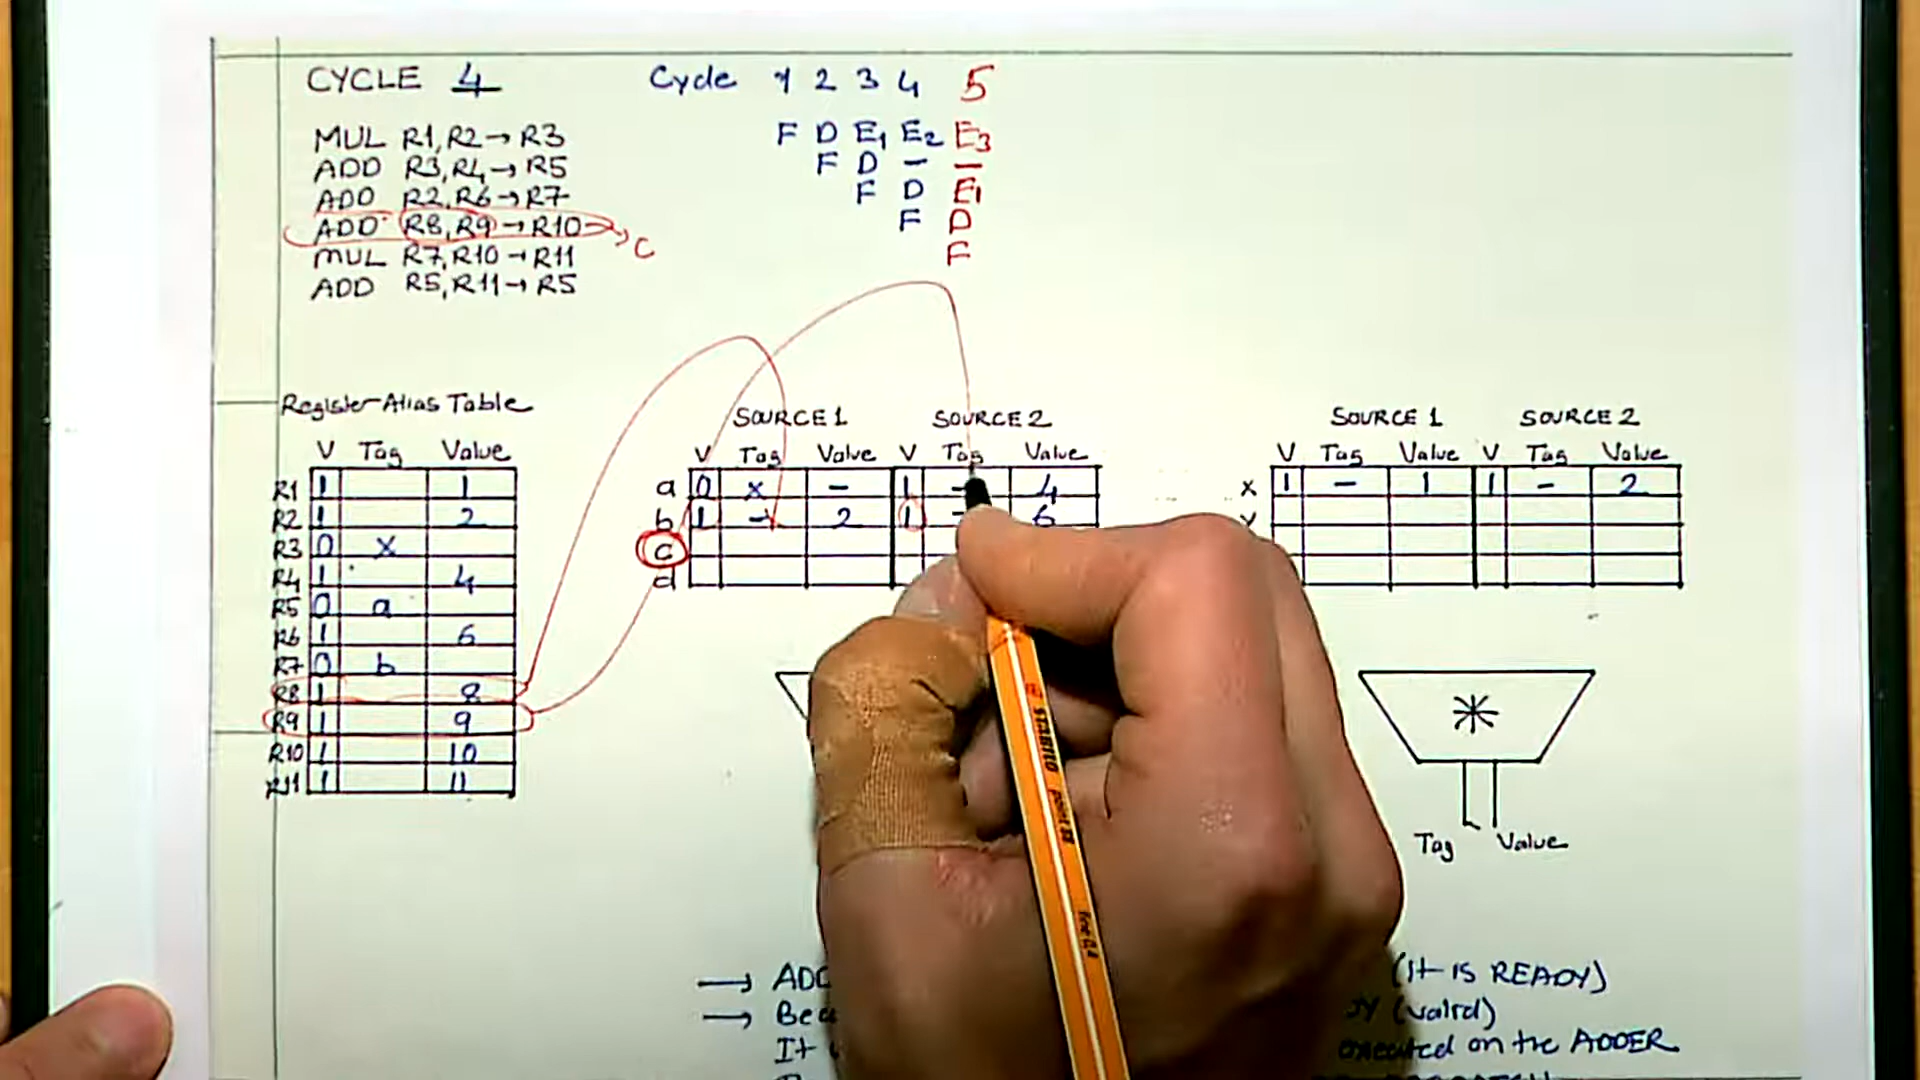 CYCLE 4
Cycle 1 2 3 4 5
MUL R1,R2→R3
F D E1 E2 E3
ADD R3,R4→R5
F D — —
ADD R2,R6→R7
F D E1
ADD R8,R9→R10 → C
F D
MUL R7,R10→R11
F
ADD R5,R11→R5
Register Alias Table
V Tag Value
R1 1 1
R2 1 2
R3 0 x
R4 1 4
R5 0 a
R6 1 6
R7 0 b
R8 1 8
R9 1 9
R10 1 10
R11 1 11
SOURCE 1 SOURCE 2
V Tag Value V Tag Value
a 0 x — 1 — 4
b 1 — 2 1 — 6
c
d
SOURCE 1 SOURCE 2
V Tag Value V Tag Value
x 1 — 1 1 — 2
*
Tag Value
→ ADD
(It IS READY)
→
(valid)
It
executed on the ADDER